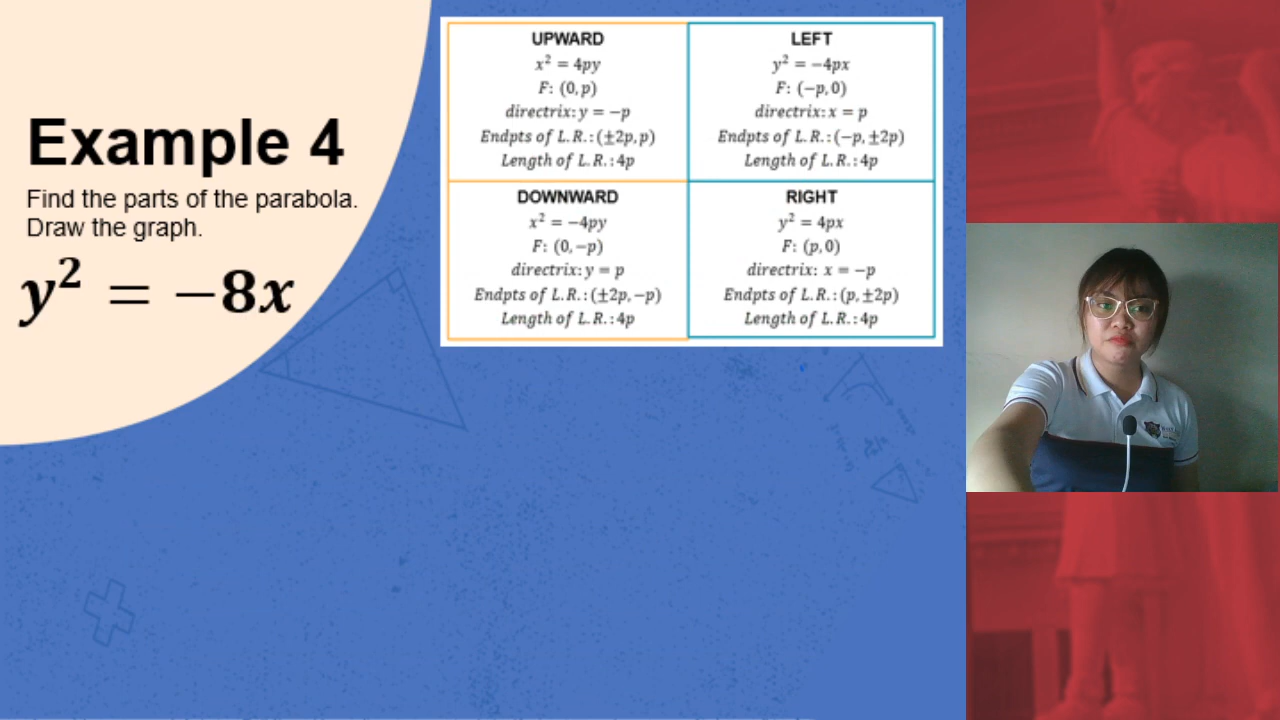 Example 4
Find the parts of the parabola.
Draw the graph.
y² = −8x
UPWARD
x² = 4py
F: (0, p)
directrix: y = −p
Endpts of L. R.: (±2p, p)
Length of L. R.: 4p
LEFT
y² = −4px
F: (−p, 0)
directrix: x = p
Endpts of L. R.: (−p, ±2p)
Length of L. R.: 4p
DOWNWARD
x² = −4py
F: (0, −p)
directrix: y = p
Endpts of L. R.: (±2p, −p)
Length of L. R.: 4p
RIGHT
y² = 4px
F: (p, 0)
directrix: x = −p
Endpts of L. R.: (p, ±2p)
Length of L. R.: 4p